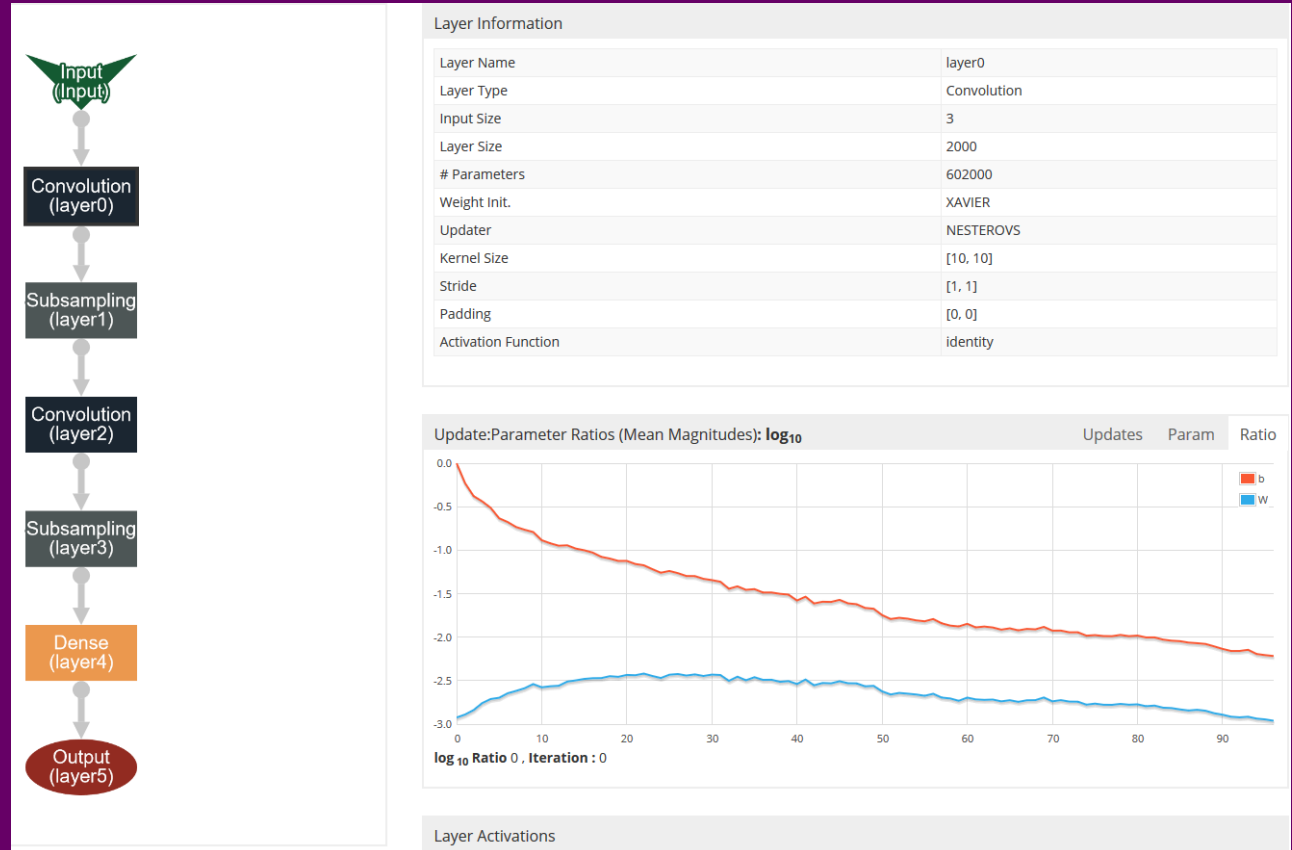 Input
(Input)
Convolution
(layer0)
Subsampling
(layer1)
Convolution
(layer2)
Subsampling
(layer3)
Dense
(layer4)
Output
(layer5)
Layer Information
Layer Name layer0
Layer Type Convolution
Input Size 3
Layer Size 2000
# Parameters 602000
Weight Init. XAVIER
Updater NESTEROVS
Kernel Size [10, 10]
Stride [1, 1]
Padding [0, 0]
Activation Function identity
Update:Parameter Ratios (Mean Magnitudes): log10 Updates Param Ratio
0.0
-0.5
-1.0
-1.5
-2.0
-2.5
-3.0
b
W
0 10 20 30 40 50 60 70 80 90
log 10 Ratio 0 , Iteration : 0
Layer Activations